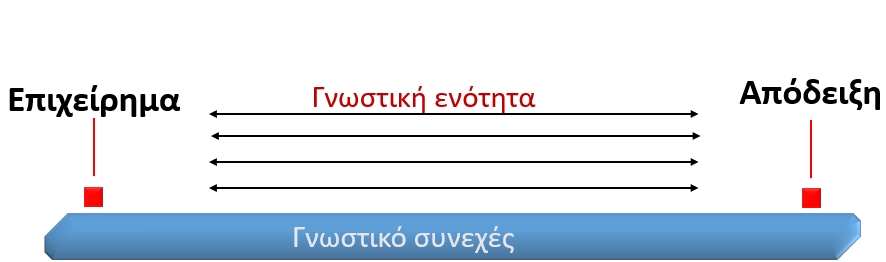 Επιχείρημα
Γνωστική ενότητα
Απόδειξη
Γνωστικό συνεχές